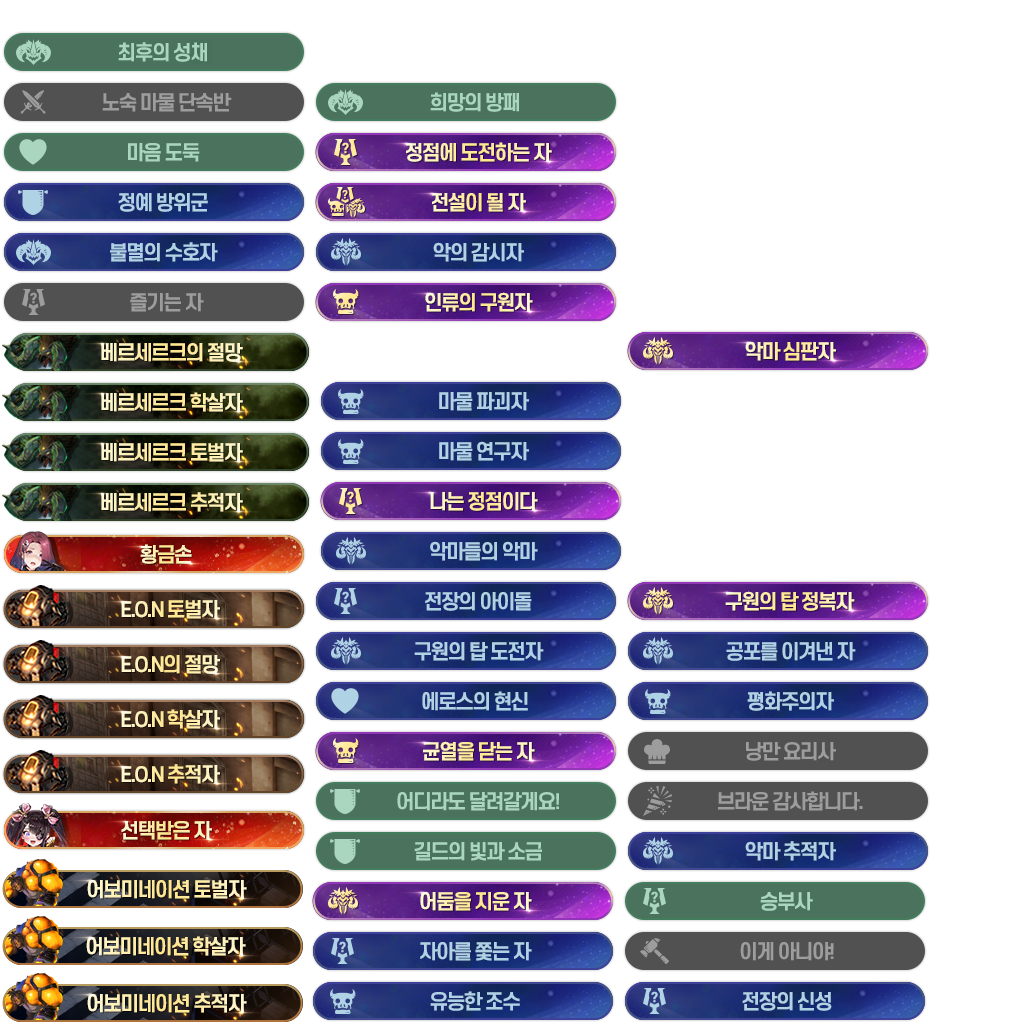 최후의 성채
노숙 마물 단속반
희망의 방패
마음 도둑
정점에 도전하는 자
정예 방위군
전설이 될 자
불멸의 수호자
악의 감시자
즐기는 자
인류의 구원자
베르세르크의 절망
악마 심판자
베르세르크 학살자
마물 파괴자
베르세르크 토벌자
마물 연구자
베르세르크 추적자
나는 정점이다
황금손
악마들의 악마
E.O.N 토벌자
전장의 아이돌
구원의 탑 정복자
E.O.N의 절망
구원의 탑 도전자
공포를 이겨낸 자
E.O.N 학살자
에로스의 현신
평화주의자
E.O.N 추적자
균열을 닫는 자
낭만 요리사
선택받은 자
어디라도 달려갈게요!
브라운 감사합니다.
어보미네이션 토벌자
길드의 빛과 소금
악마 추적자
어보미네이션 학살자
어둠을 지운 자
승부사
자아를 쫓는 자
이게 아니야!
어보미네이션 추적자
유능한 조수
전장의 신성